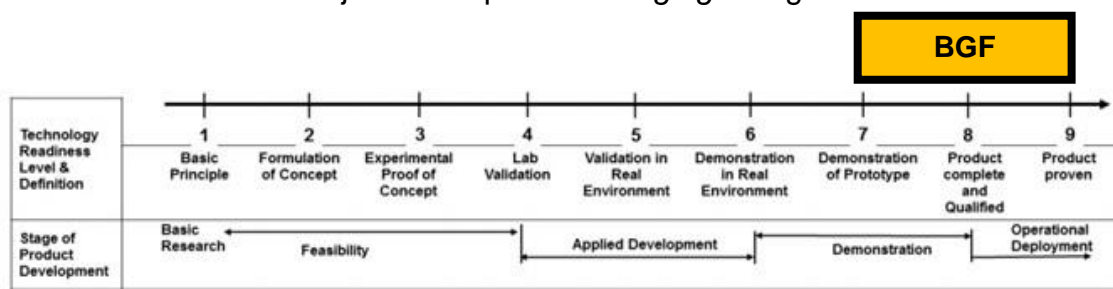 BGF
Technology
Readiness
Level &
Definition
1
Basic
Principle
2
Formulation
of Concept
3
Experimental
Proof of
Concept
4
Lab
Validation
5
Validation in
Real
Environment
6
Demonstration
in Real
Environment
7
Demonstration
of Prototype
8
Product
complete
and
Qualified
9
Product
proven
Stage of
Product
Development
Basic
Research
Feasibility
Applied Development
Demonstration
Operational
Deployment